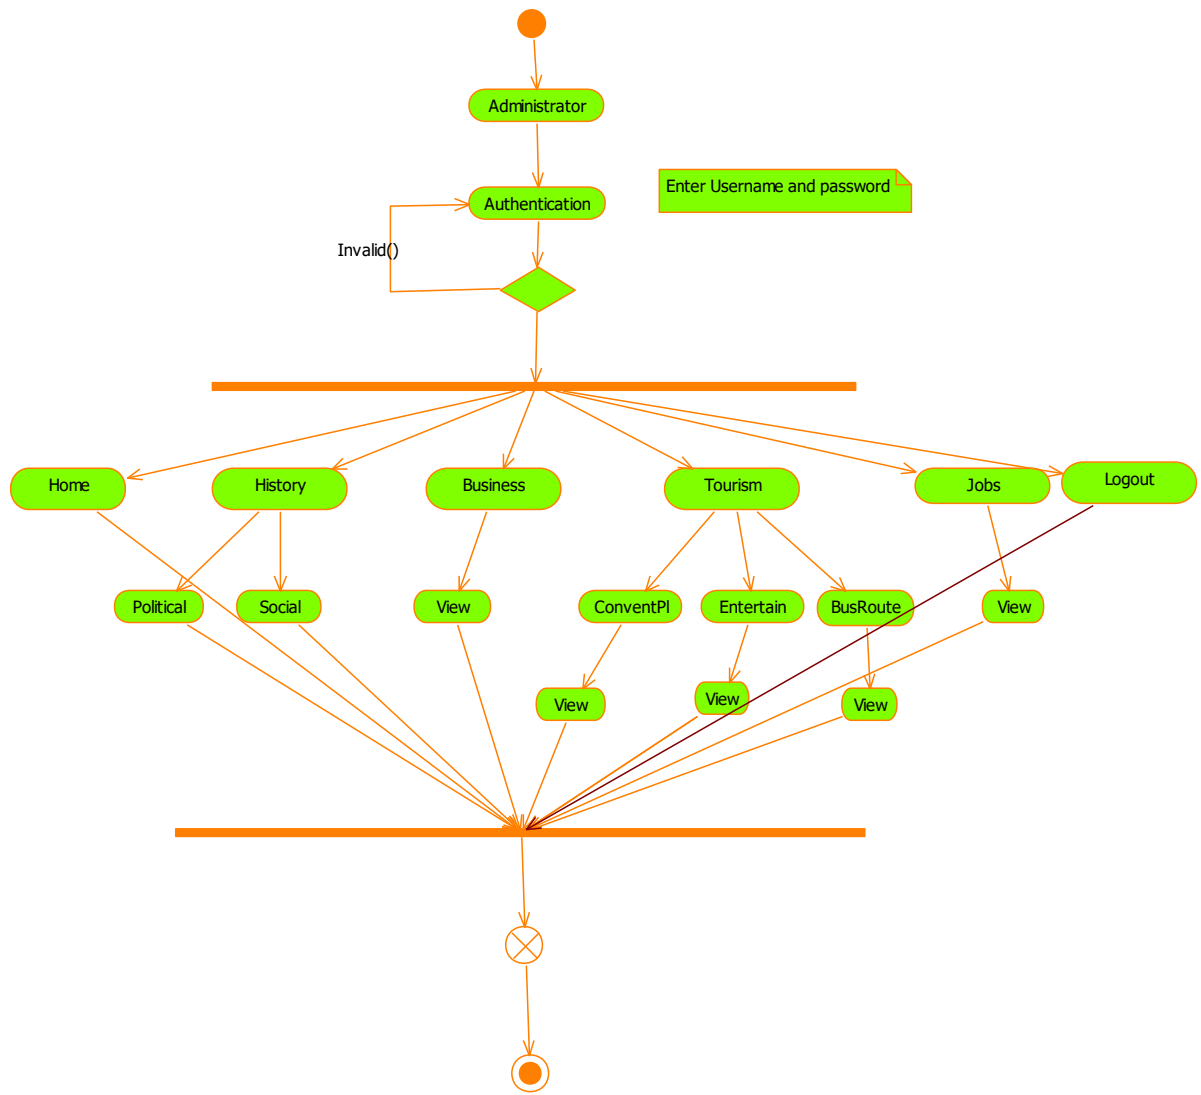 Administrator
Enter Username and password
Authentication
Invalid()
Home
History
Business
Tourism
Jobs
Logout
Political
Social
View
ConventPl
Entertain
BusRoute
View
View
View
View